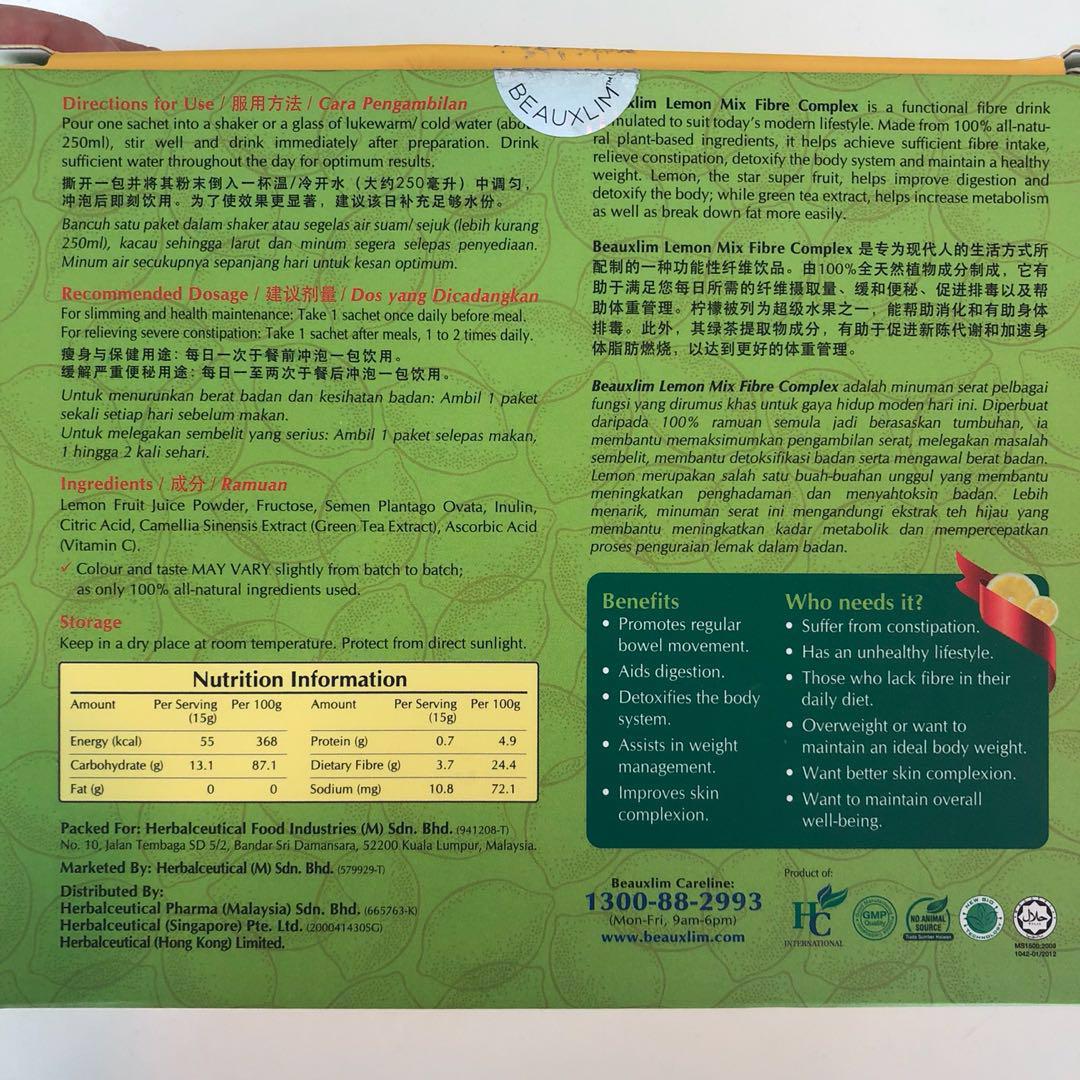 BEAUXLIM™
Directions for Use / 服用方法 / Cara Pengambilan
Pour one sachet into a shaker or a glass of lukewarm/ cold water
250ml), stir well and drink immediately after preparation. Drink
sufficient water throughout the day for optimum results.
撕开一包并将其粉末倒入一杯温/冷开水（大约250毫升）中调匀，
冲泡后即刻饮用。为了使效果更显著，建议该日补充足够水份。
Bancuh satu paket dalam shaker atau segelas air suam/ sejuk (lebih kurang
250ml), kacau sehingga larut dan minum segera selepas penyediaan.
Minum air secukupnya sepanjang hari untuk kesan optimum.
Recommended Dosage / 建议剂量 / Dos yang Dicadangkan
For slimming and health maintenance: Take 1 sachet once daily before meal.
For relieving severe constipation: Take 1 sachet after meals, 1 to 2 times daily.
瘦身与保健用途：每日一次于餐前冲泡一包饮用。
缓解严重便秘用途：每日一至两次于餐后冲泡一包饮用。
Untuk menurunkan berat badan dan kesihatan badan: Ambil 1 paket
sekali setiap hari sebelum makan.
Untuk melegakan sembelit yang serius: Ambil 1 paket selepas makan,
1 hingga 2 kali sehari.
Ingredients / 成分 / Ramuan
Lemon Fruit Juice Powder, Fructose, Semen Plantago Ovata, Inulin,
Citric Acid, Camellia Sinensis Extract (Green Tea Extract), Ascorbic Acid
(Vitamin C).
✓ Colour and taste MAY VARY slightly from batch to batch;
as only 100% all-natural ingredients used.
Storage
Keep in a dry place at room temperature. Protect from direct sunlight.
Nutrition Information
Amount Per Serving (15g) Per 100g Amount Per Serving (15g) Per 100g
Energy (kcal) 55 368 Protein (g) 0.7 4.9
Carbohydrate (g) 13.1 87.1 Dietary Fibre (g) 3.7 24.4
Fat (g) 0 0 Sodium (mg) 10.8 72.1
Packed For: Herbalceutical Food Industries (M) Sdn. Bhd. (941208-T)
No. 10, Jalan Tembaga SD 5/2, Bandar Sri Damansara, 52200 Kuala Lumpur, Malaysia.
Marketed By: Herbalceutical (M) Sdn. Bhd. (579929-T)
Distributed By:
Herbalceutical Pharma (Malaysia) Sdn. Bhd. (665763-K)
Herbalceutical (Singapore) Pte. Ltd. (2000414305G)
Herbalceutical (Hong Kong) Limited.
xlim Lemon Mix Fibre Complex is a functional fibre drink
mulated to suit today's modern lifestyle. Made from 100% all-natu-
ral plant-based ingredients, it helps achieve sufficient fibre intake,
relieve constipation, detoxify the body system and maintain a healthy
weight. Lemon, the star super fruit, helps improve digestion and
detoxify the body; while green tea extract, helps increase metabolism
as well as break down fat more easily.
Beauxlim Lemon Mix Fibre Complex 是专为现代人的生活方式所
配制的一种功能性纤维饮品。由100%全天然植物成分制成，它有
助于满足您每日所需的纤维摄取量、缓和便秘、促进排毒以及帮
助体重管理。柠檬被列为超级水果之一，能帮助消化和有助身体
排毒。此外，其绿茶提取物成分，有助于促进新陈代谢和加速身
体脂肪燃烧，以达到更好的体重管理。
Beauxlim Lemon Mix Fibre Complex adalah minuman serat pelbagai
fungsi yang dirumus khas untuk gaya hidup moden hari ini. Diperbuat
daripada 100% ramuan semula jadi berasaskan tumbuhan, ia
membantu memaksimumkan pengambilan serat, melegakan masalah
sembelit, membantu detoksifikasi badan serta mengawal berat badan.
Lemon merupakan salah satu buah-buahan unggul yang membantu
meningkatkan penghadaman dan menyahtoksin badan. Lebih
menarik, minuman serat ini mengandungi ekstrak teh hijau yang
membantu meningkatkan kadar metabolik dan mempercepatkan
proses penguraian lemak dalam badan.
Benefits
• Promotes regular
bowel movement.
• Aids digestion.
• Detoxifies the body
system.
• Assists in weight
management.
• Improves skin
complexion.
Who needs it?
• Suffer from constipation.
• Has an unhealthy lifestyle.
• Those who lack fibre in their
daily diet.
• Overweight or want to
maintain an ideal body weight.
• Want better skin complexion.
• Want to maintain overall
well-being.
Beauxlim Careline:
1300-88-2993
(Mon-Fri, 9am-6pm)
www.beauxlim.com
Product of:
HC
INTERNATIONAL
GMP
Quality
NO ANIMAL
SOURCE
NEW BIO
TECHNOLOGY
حلال
MS1500:2009
1042-01/2012